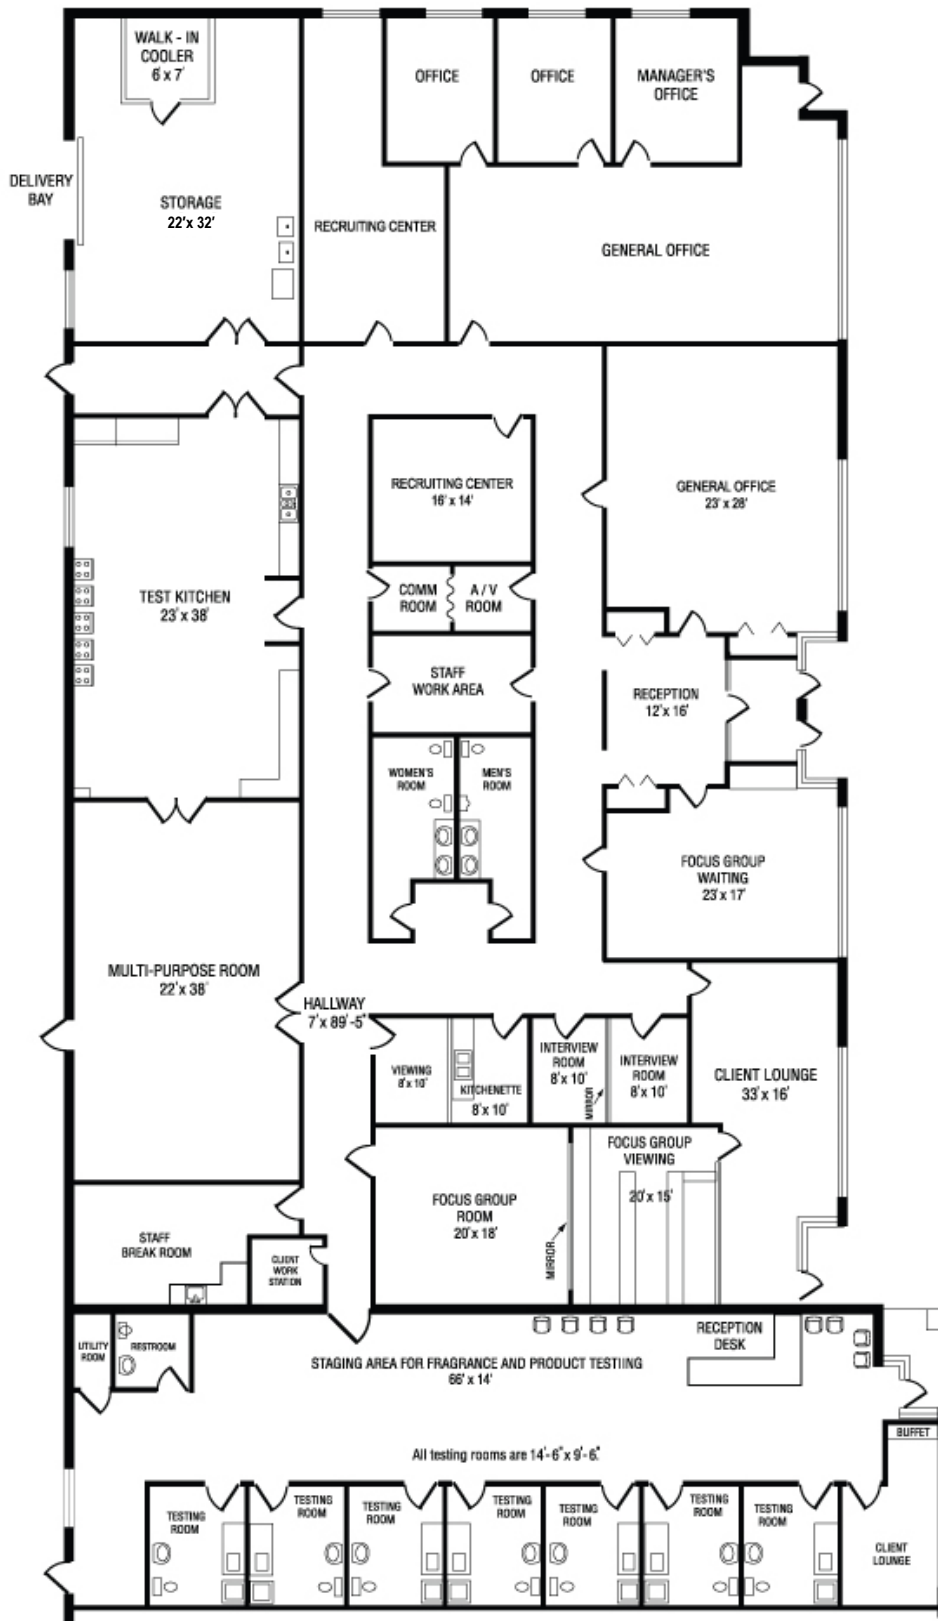 WALK - IN
COOLER
6' x 7'
OFFICE
OFFICE
MANAGER'S
OFFICE
DELIVERY
BAY
STORAGE
22'x 32'
RECRUITING CENTER
GENERAL OFFICE
RECRUITING CENTER
16' x 14'
GENERAL OFFICE
23' x 28'
COMM
ROOM
A / V
ROOM
TEST KITCHEN
23' x 38'
STAFF
WORK AREA
RECEPTION
12' x 16'
WOMEN'S
ROOM
MEN'S
ROOM
FOCUS GROUP
WAITING
23' x 17'
MULTI-PURPOSE ROOM
22' x 38'
HALLWAY
7' x 89'-5"
VIEWING
8' x 10'
KITCHENETTE
8' x 10'
INTERVIEW
ROOM
8' x 10'
MIRROR
INTERVIEW
ROOM
8' x 10'
CLIENT LOUNGE
33' x 16'
FOCUS GROUP
VIEWING
20' x 15'
FOCUS GROUP
ROOM
20' x 18'
MIRROR
STAFF
BREAK ROOM
CLIENT
WORK
STATION
UTILITY
ROOM
RESTROOM
RECEPTION
DESK
STAGING AREA FOR FRAGRANCE AND PRODUCT TESTIING
66' x 14'
BUFFET
All testing rooms are 14'-6" x 9'-6."
TESTING
ROOM
TESTING
ROOM
TESTING
ROOM
TESTING
ROOM
TESTING
ROOM
TESTING
ROOM
TESTING
ROOM
CLIENT
LOUNGE